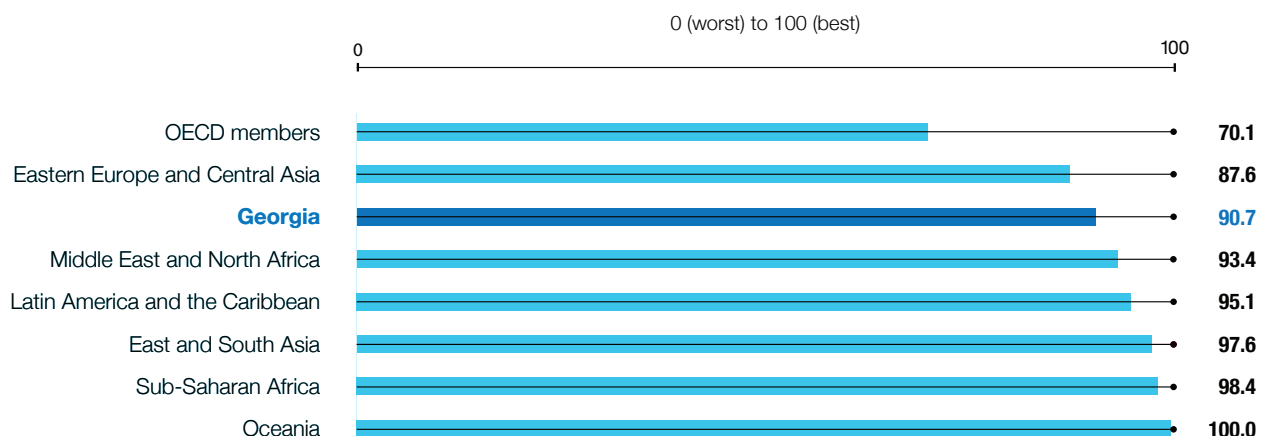 0 (worst) to 100 (best)
0 100
OECD members 70.1
Eastern Europe and Central Asia 87.6
Georgia 90.7
Middle East and North Africa 93.4
Latin America and the Caribbean 95.1
East and South Asia 97.6
Sub-Saharan Africa 98.4
Oceania 100.0